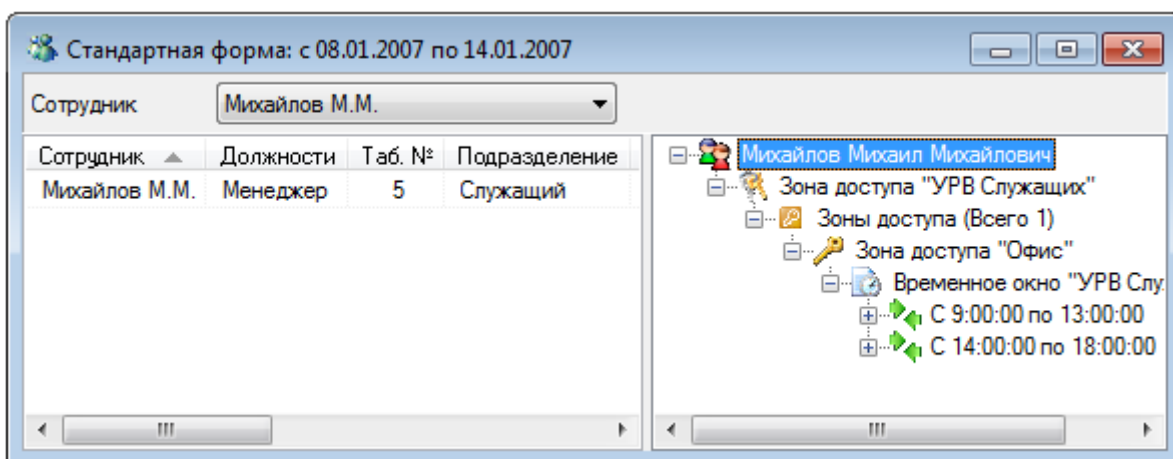 Стандартная форма: с 08.01.2007 по 14.01.2007
Сотрудник Михайлов М.М.
Сотрудник Должности Таб. № Подразделение
Михайлов М.М. Менеджер 5 Служащий
Михайлов Михаил Михайлович
Зона доступа "УРВ Служащих"
Зоны доступа (Всего 1)
Зона доступа "Офис"
Временное окно "УРВ Слу
С 9:00:00 по 13:00:00
С 14:00:00 по 18:00:00